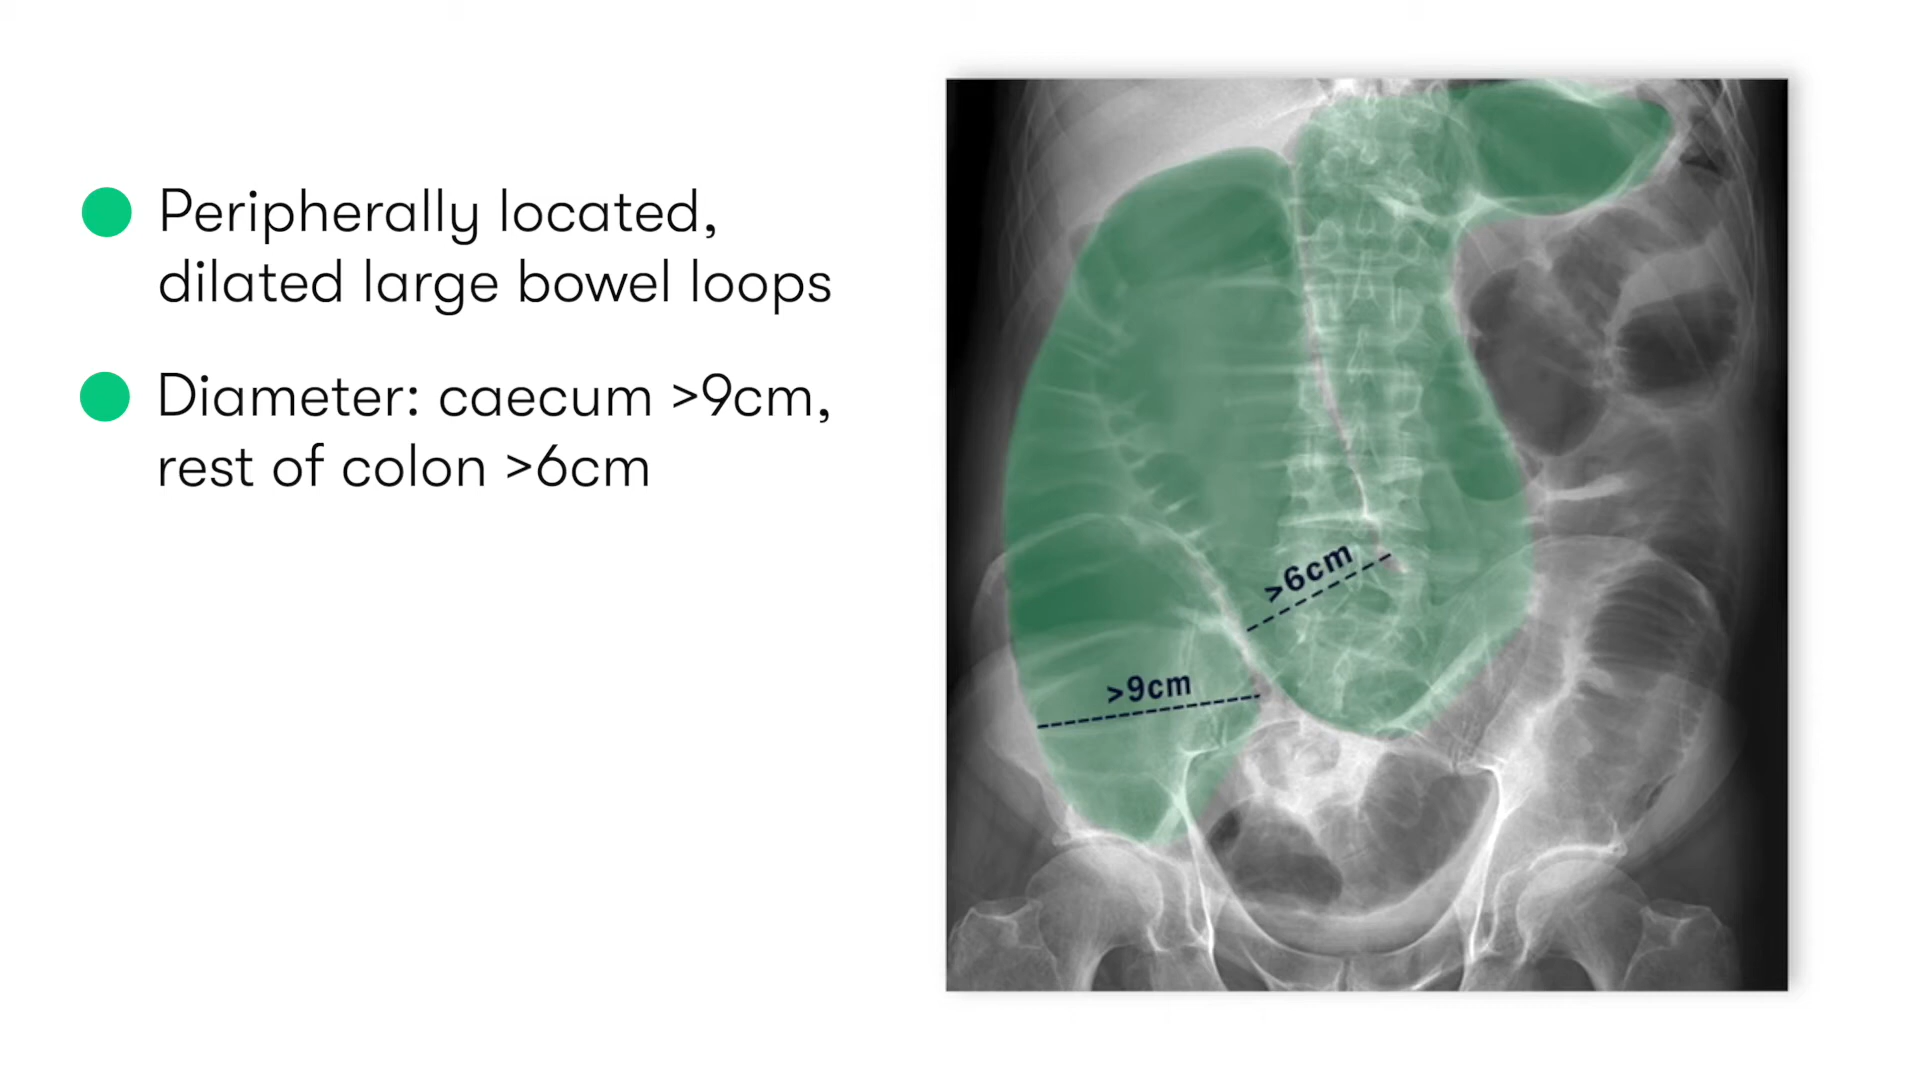 Peripherally located,
dilated large bowel loops
Diameter: caecum >9cm,
rest of colon >6cm
>6cm
>9cm